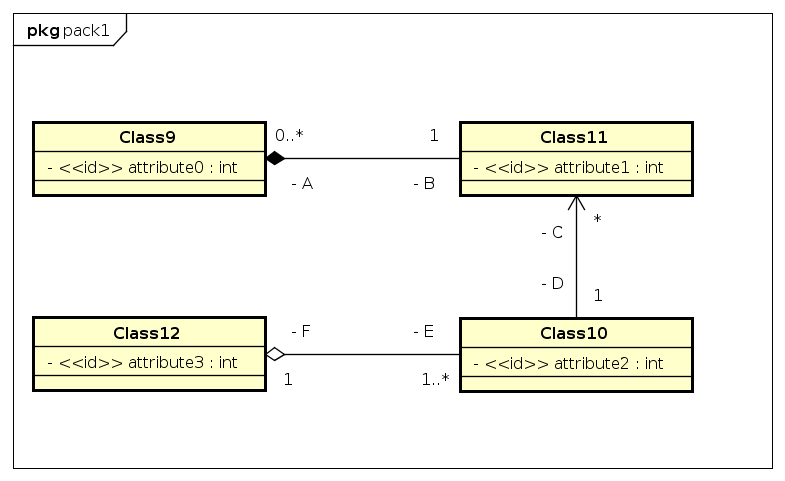 pkg pack1
Class9
- <<id>> attribute0 : int
0..*
1
- A
- B
Class11
- <<id>> attribute1 : int
- C
*
- D
1
Class12
- <<id>> attribute3 : int
- F
- E
1
1..*
Class10
- <<id>> attribute2 : int